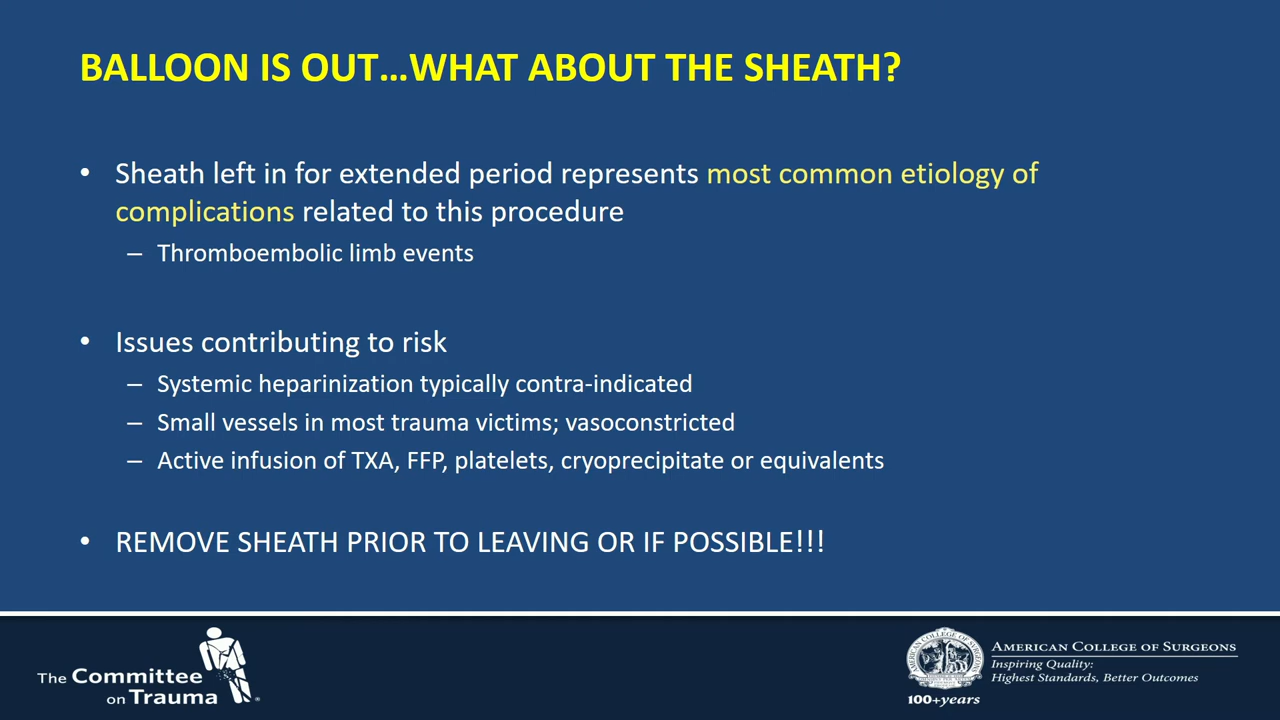 BALLOON IS OUT…WHAT ABOUT THE SHEATH?
• Sheath left in for extended period represents most common etiology of
complications related to this procedure
– Thromboembolic limb events
• Issues contributing to risk
– Systemic heparinization typically contra-indicated
– Small vessels in most trauma victims; vasoconstricted
– Active infusion of TXA, FFP, platelets, cryoprecipitate or equivalents
• REMOVE SHEATH PRIOR TO LEAVING OR IF POSSIBLE!!!
The Committee
on Trauma
AMERICAN COLLEGE OF SURGEONS
Inspiring Quality:
Highest Standards, Better Outcomes
100+years